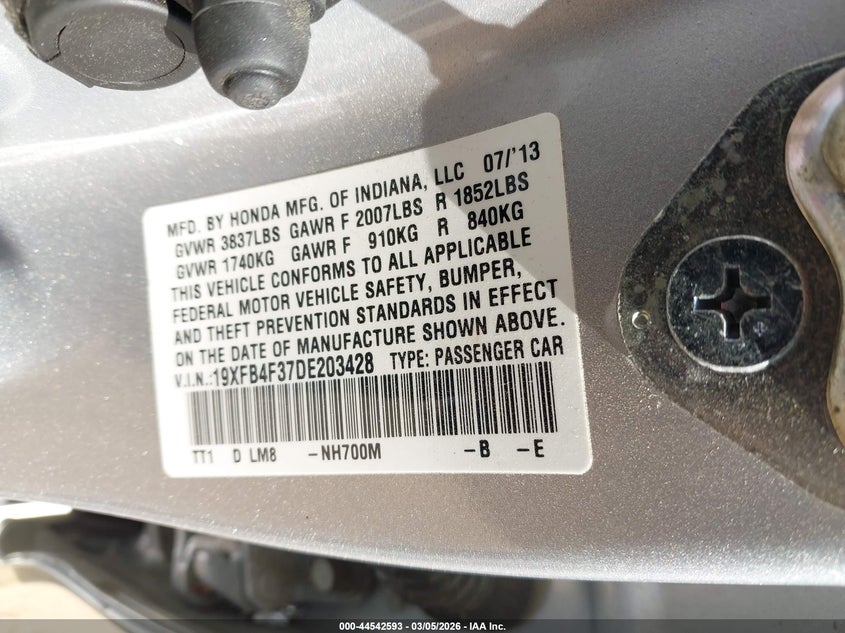 MFD. BY HONDA MFG. OF INDIANA, LLC 07/'13
GVWR 3837LBS GAWR F 2007LBS R 1852LBS
GVWR 1740KG GAWR F 910KG R 840KG
THIS VEHICLE CONFORMS TO ALL APPLICABLE
FEDERAL MOTOR VEHICLE SAFETY, BUMPER,
AND THEFT PREVENTION STANDARDS IN EFFECT
ON THE DATE OF MANUFACTURE SHOWN ABOVE.
V.I.N.:19XFB4F37DE203428 TYPE: PASSENGER CAR
TT1 D LM8 -NH700M -B -E
000-44542593 - 03/05/2026 - IAA Inc.